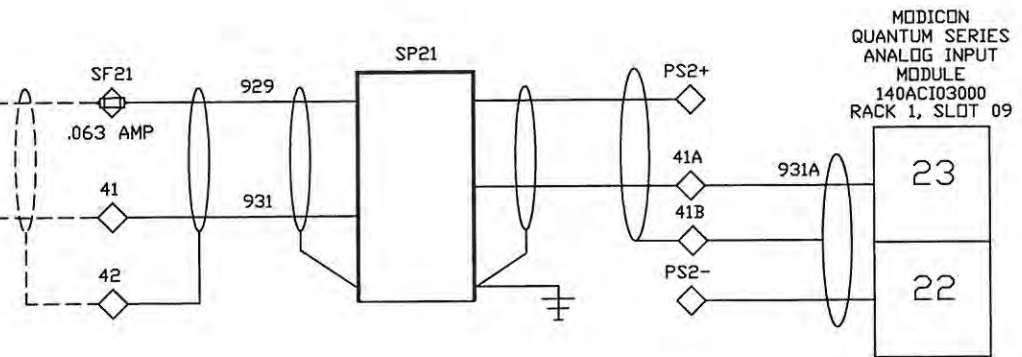 MODICON
QUANTUM SERIES
ANALOG INPUT
MODULE
140ACI03000
RACK 1, SLOT 09
SP21
SF21
929
PS2+
.063 AMP
41
931
41A
931A
23
41B
42
PS2-
22